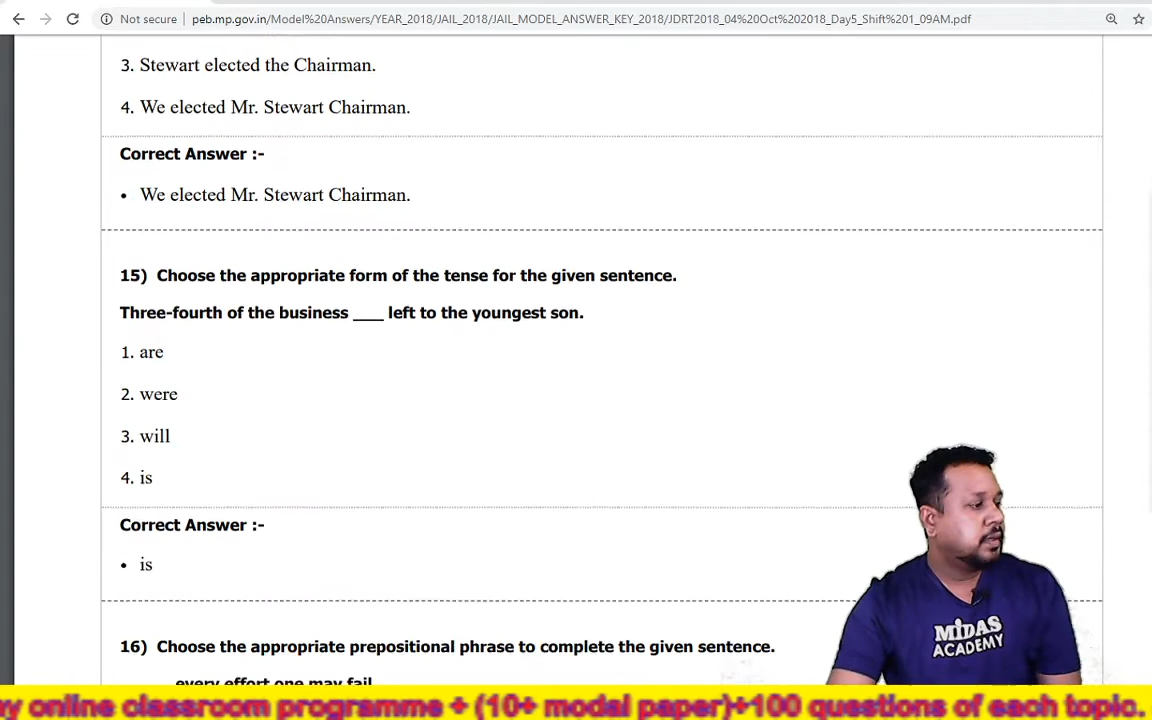 Not secure
peb.mp.gov.in/Model%20Answers/YEAR_2018/JAIL_2018/JAIL_MODEL_ANSWER_KEY_2018/JDRT2018_04%20Oct%202018_Day5_Shift%201_09AM.pdf
3. Stewart elected the Chairman.
4. We elected Mr. Stewart Chairman.
Correct Answer :-
• We elected Mr. Stewart Chairman.
15) Choose the appropriate form of the tense for the given sentence.
Three-fourth of the business ___ left to the youngest son.
1. are
2. were
3. will
4. is
Correct Answer :-
• is
16) Choose the appropriate prepositional phrase to complete the given sentence.
every effort one may fail
MIDAS
ACADEMY
y online classroom programme + (10+ modal paper)+100 questions of each topic.